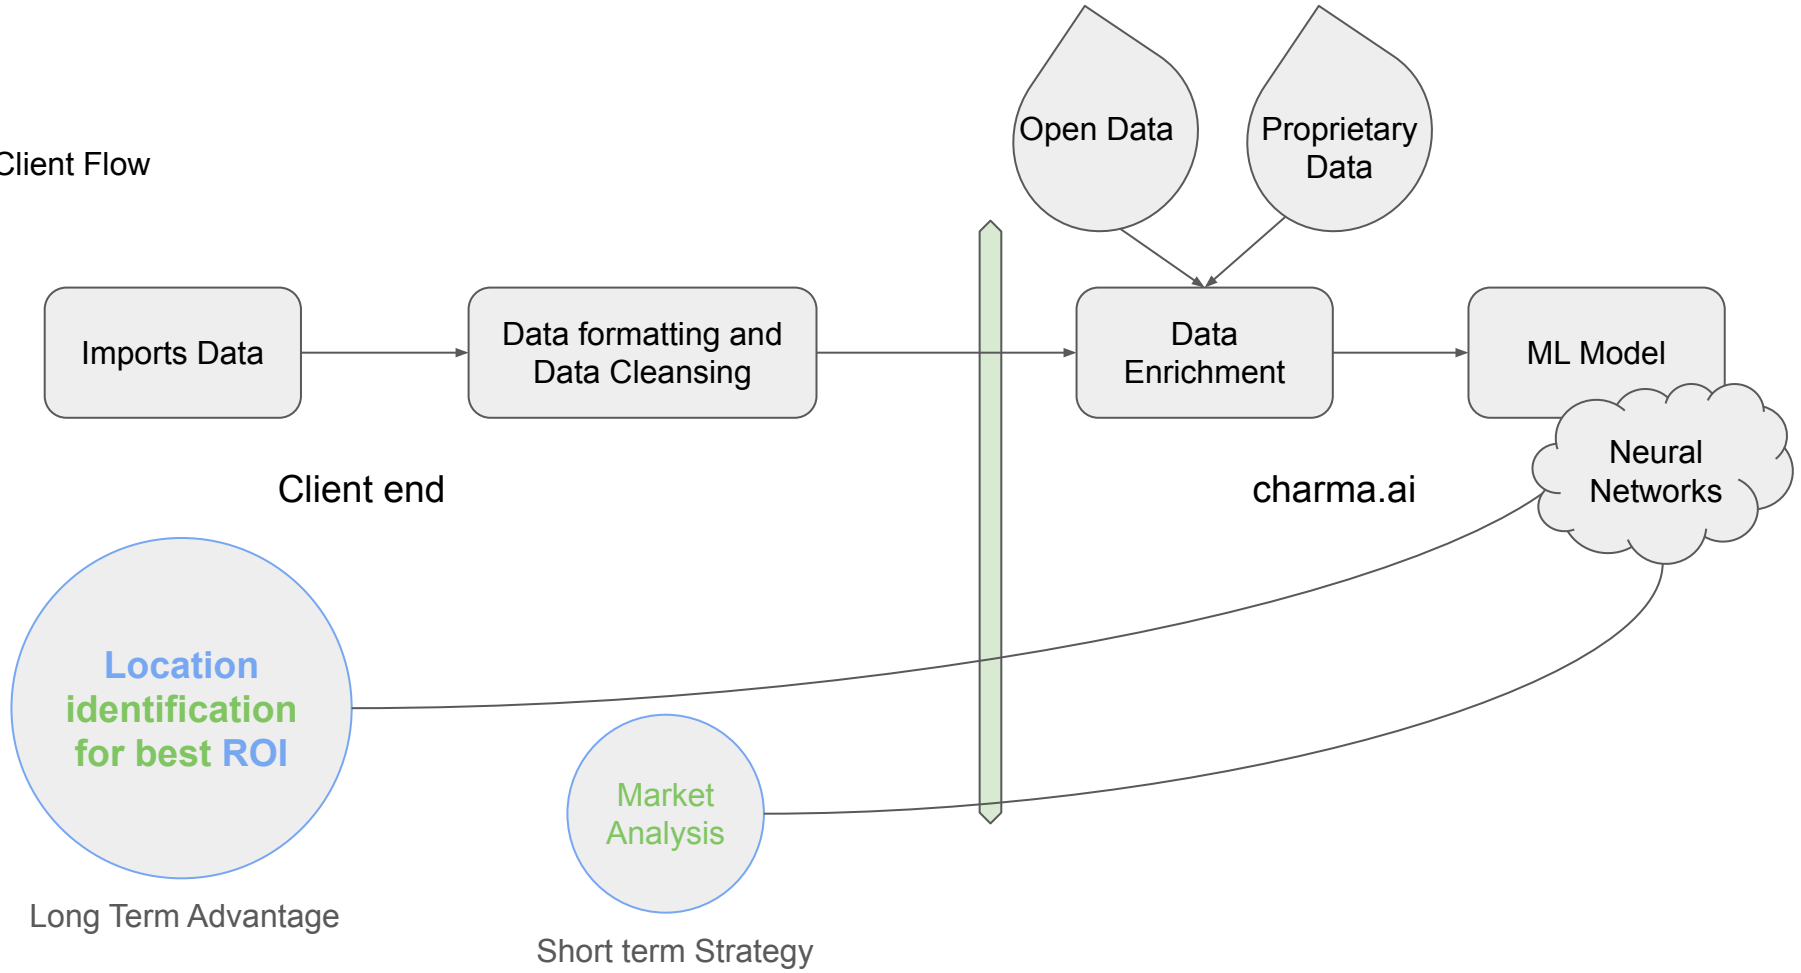 Open Data
Proprietary
Data
Client Flow
Imports Data
Data formatting and
Data Cleansing
Data
Enrichment
ML Model
Neural
Networks
Client end
charma.ai
Location
identification
for best ROI
Market
Analysis
Long Term Advantage
Short term Strategy